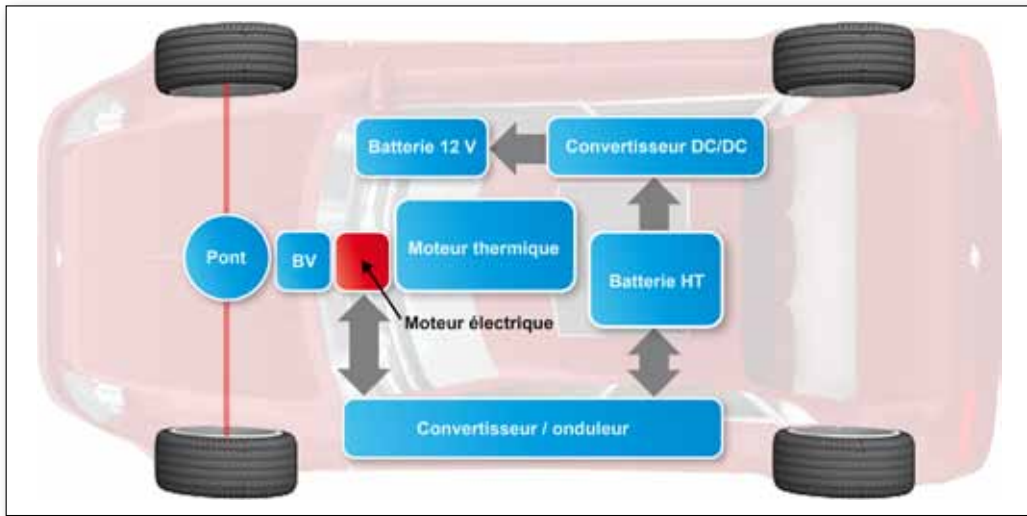 Batterie 12 V
Convertisseur DC/DC
Pont
BV
Moteur thermique
Batterie HT
Moteur électrique
Convertisseur / onduleur